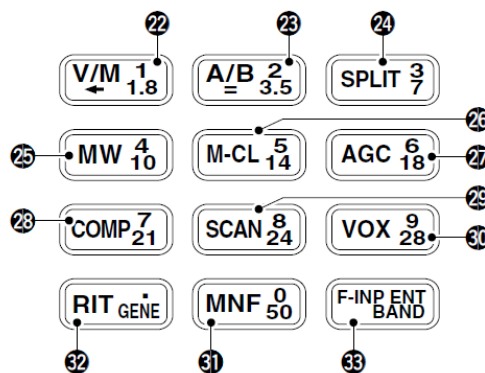 22 23 24
V/M 1
← 1.8
A/B 2
= 3.5
SPLIT 3
7
26
25 MW 4
10
M-CL 5
14
AGC 6
18 27
29
28 COMP 7
21
SCAN 8
24
VOX 9
28 30
RIT .
GENE
MNF 0
50
F-INP ENT
BAND
32 31 33